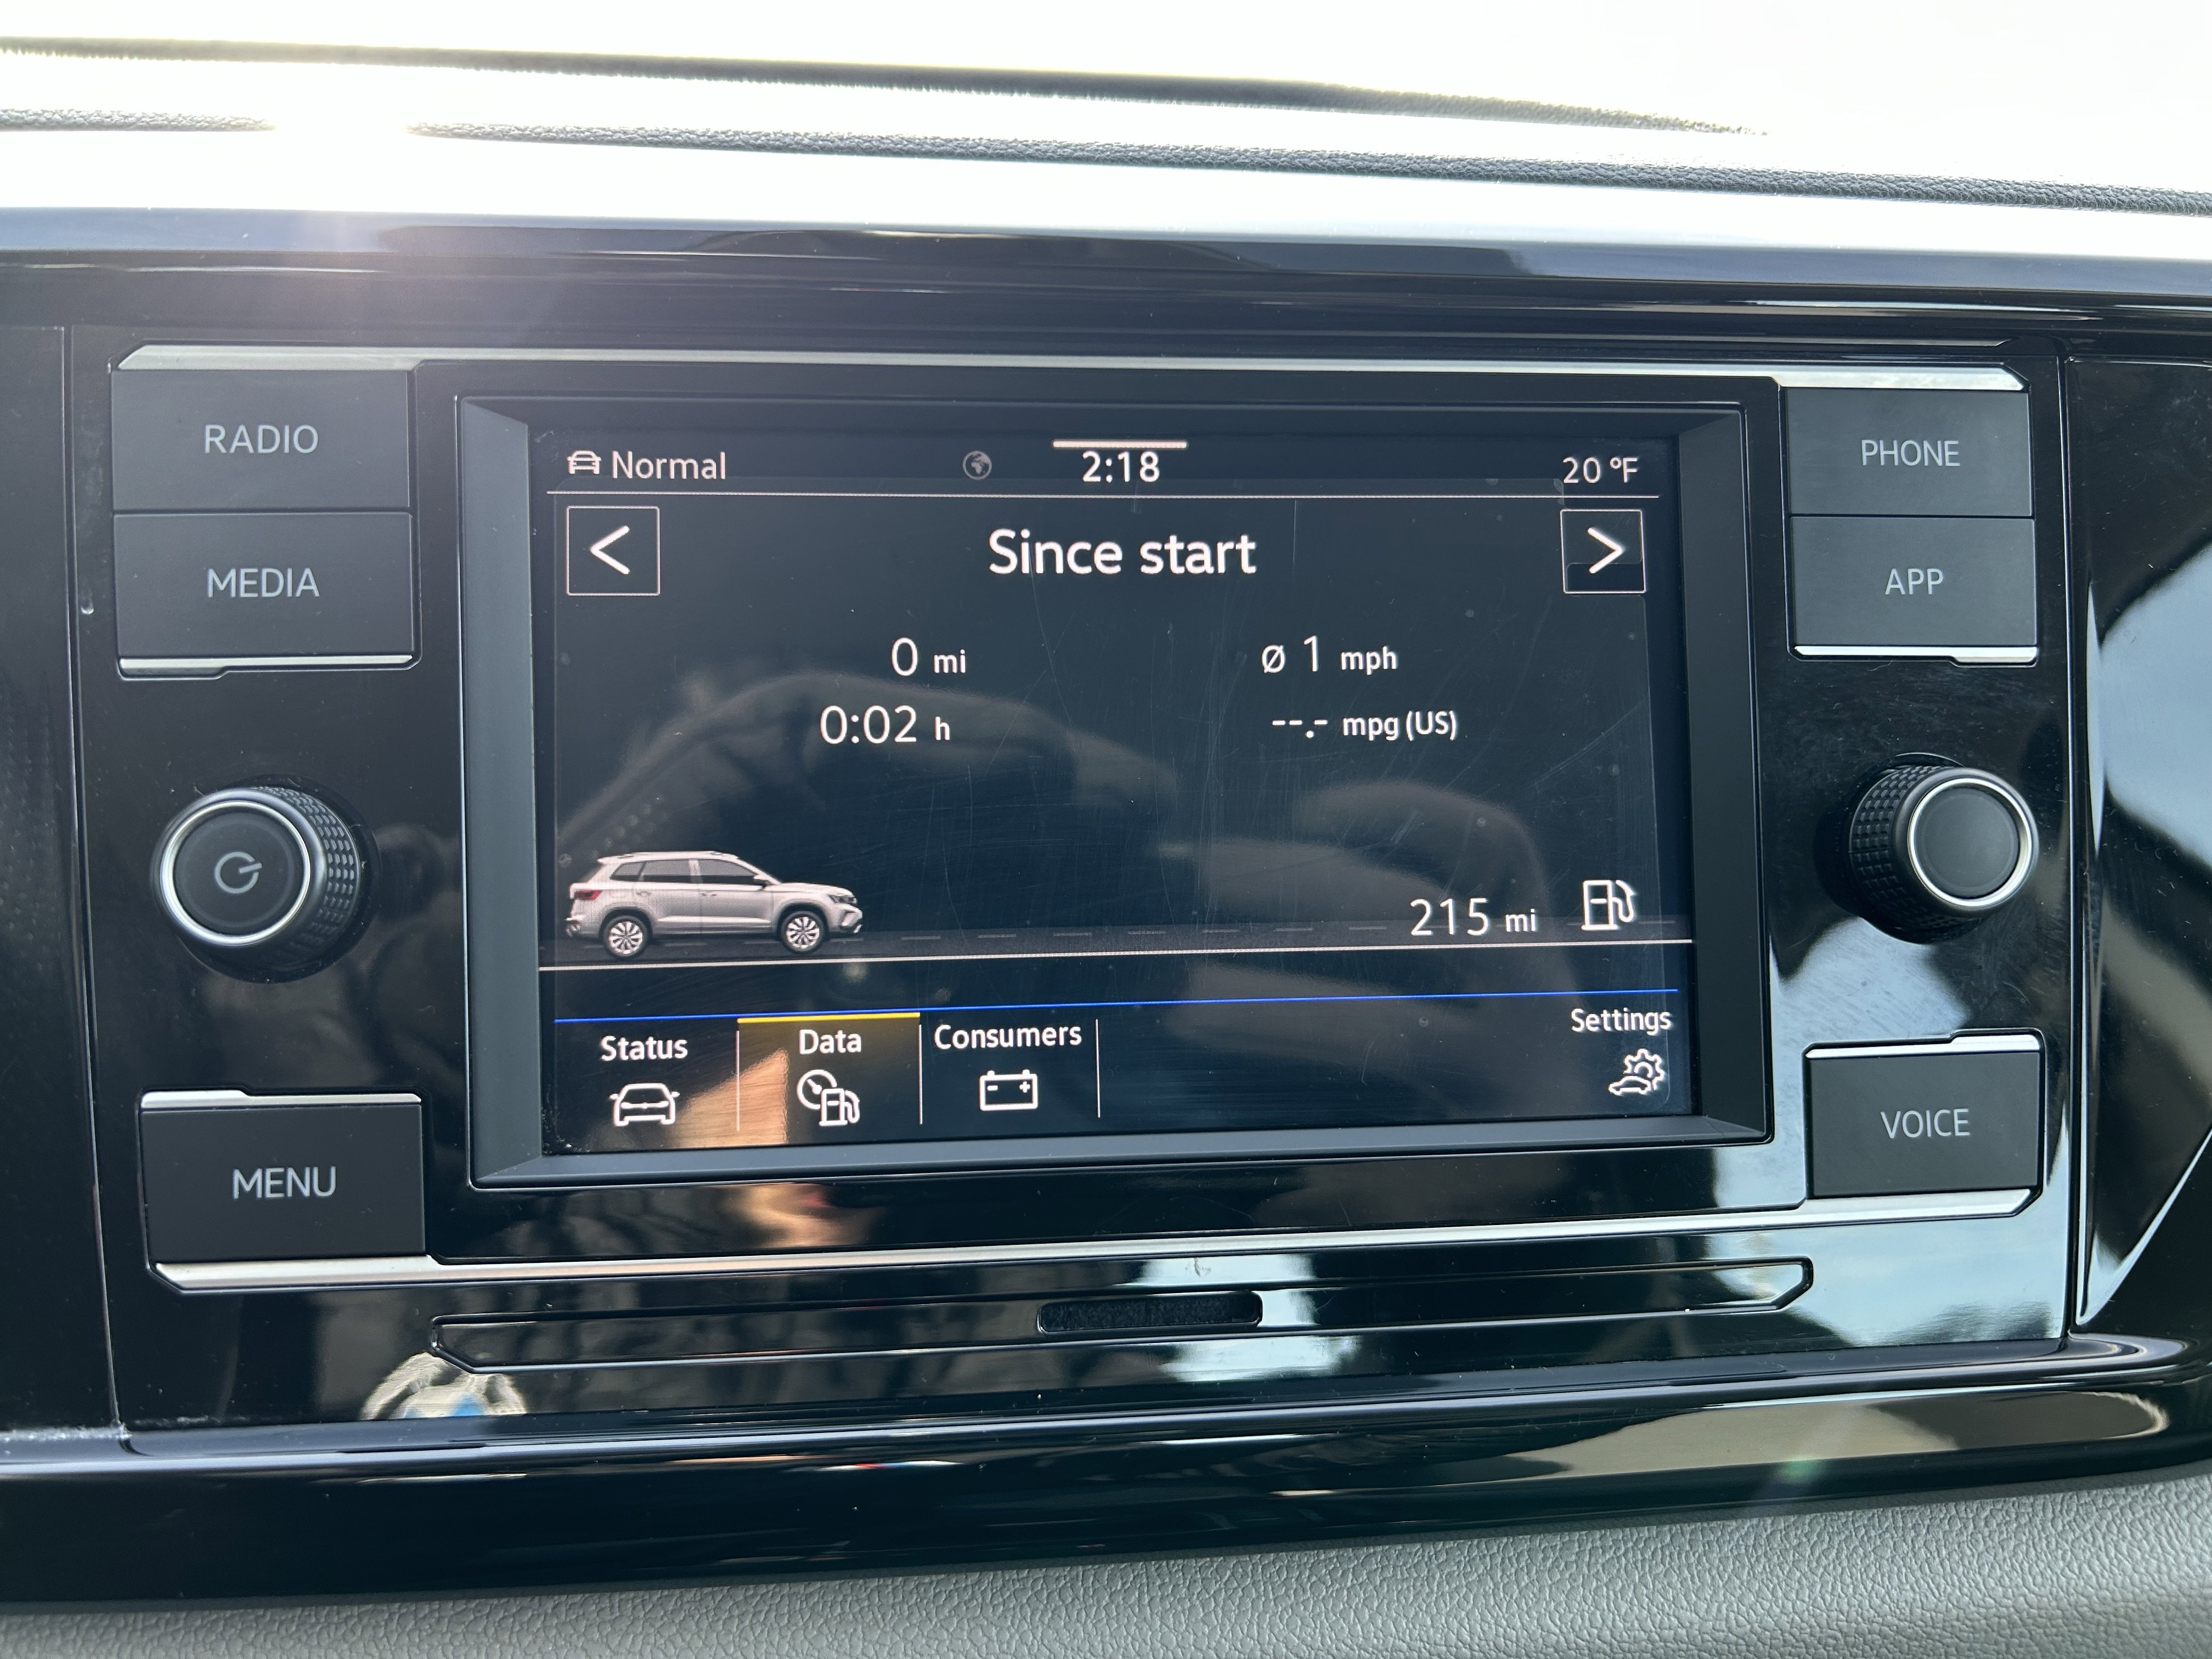 RADIO
MEDIA
MENU
Normal
2:18
20 °F
<
Since start
>
0 mi
ø 1 mph
0:02 h
--.- mpg (US)
215 mi
Status
Data
Consumers
Settings
PHONE
APP
VOICE